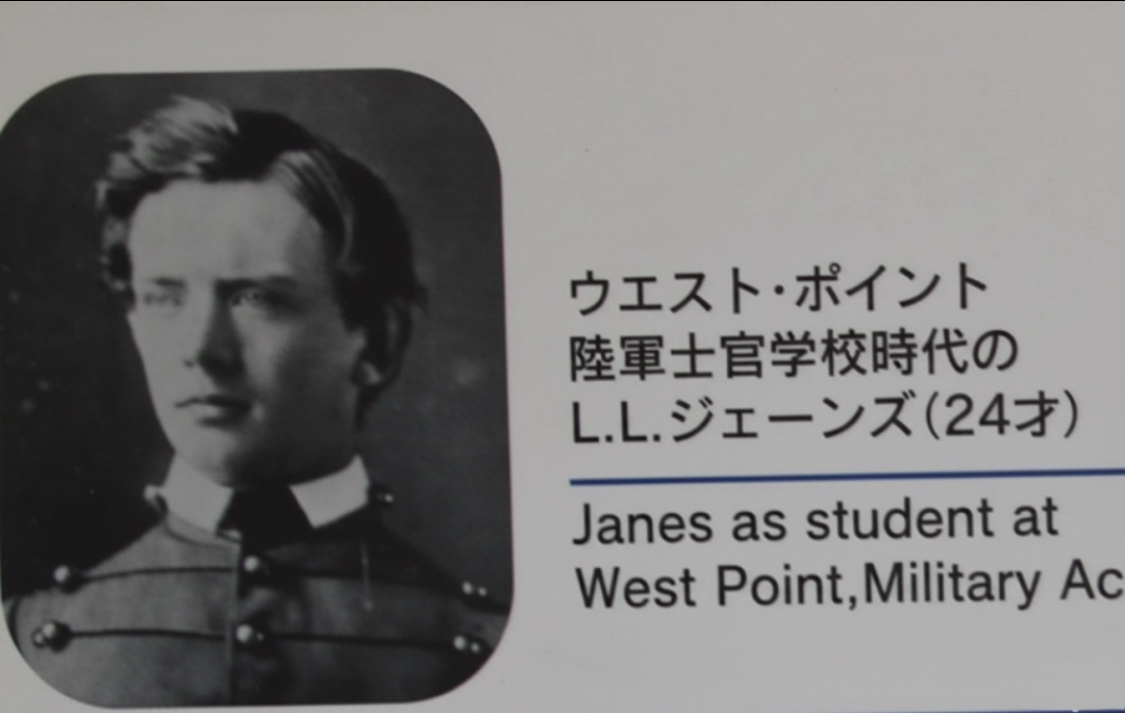 ウエスト・ポイント
陸軍士官学校時代の
L.L.ジェーンズ(24才)
Janes as student at
West Point,Military Ac